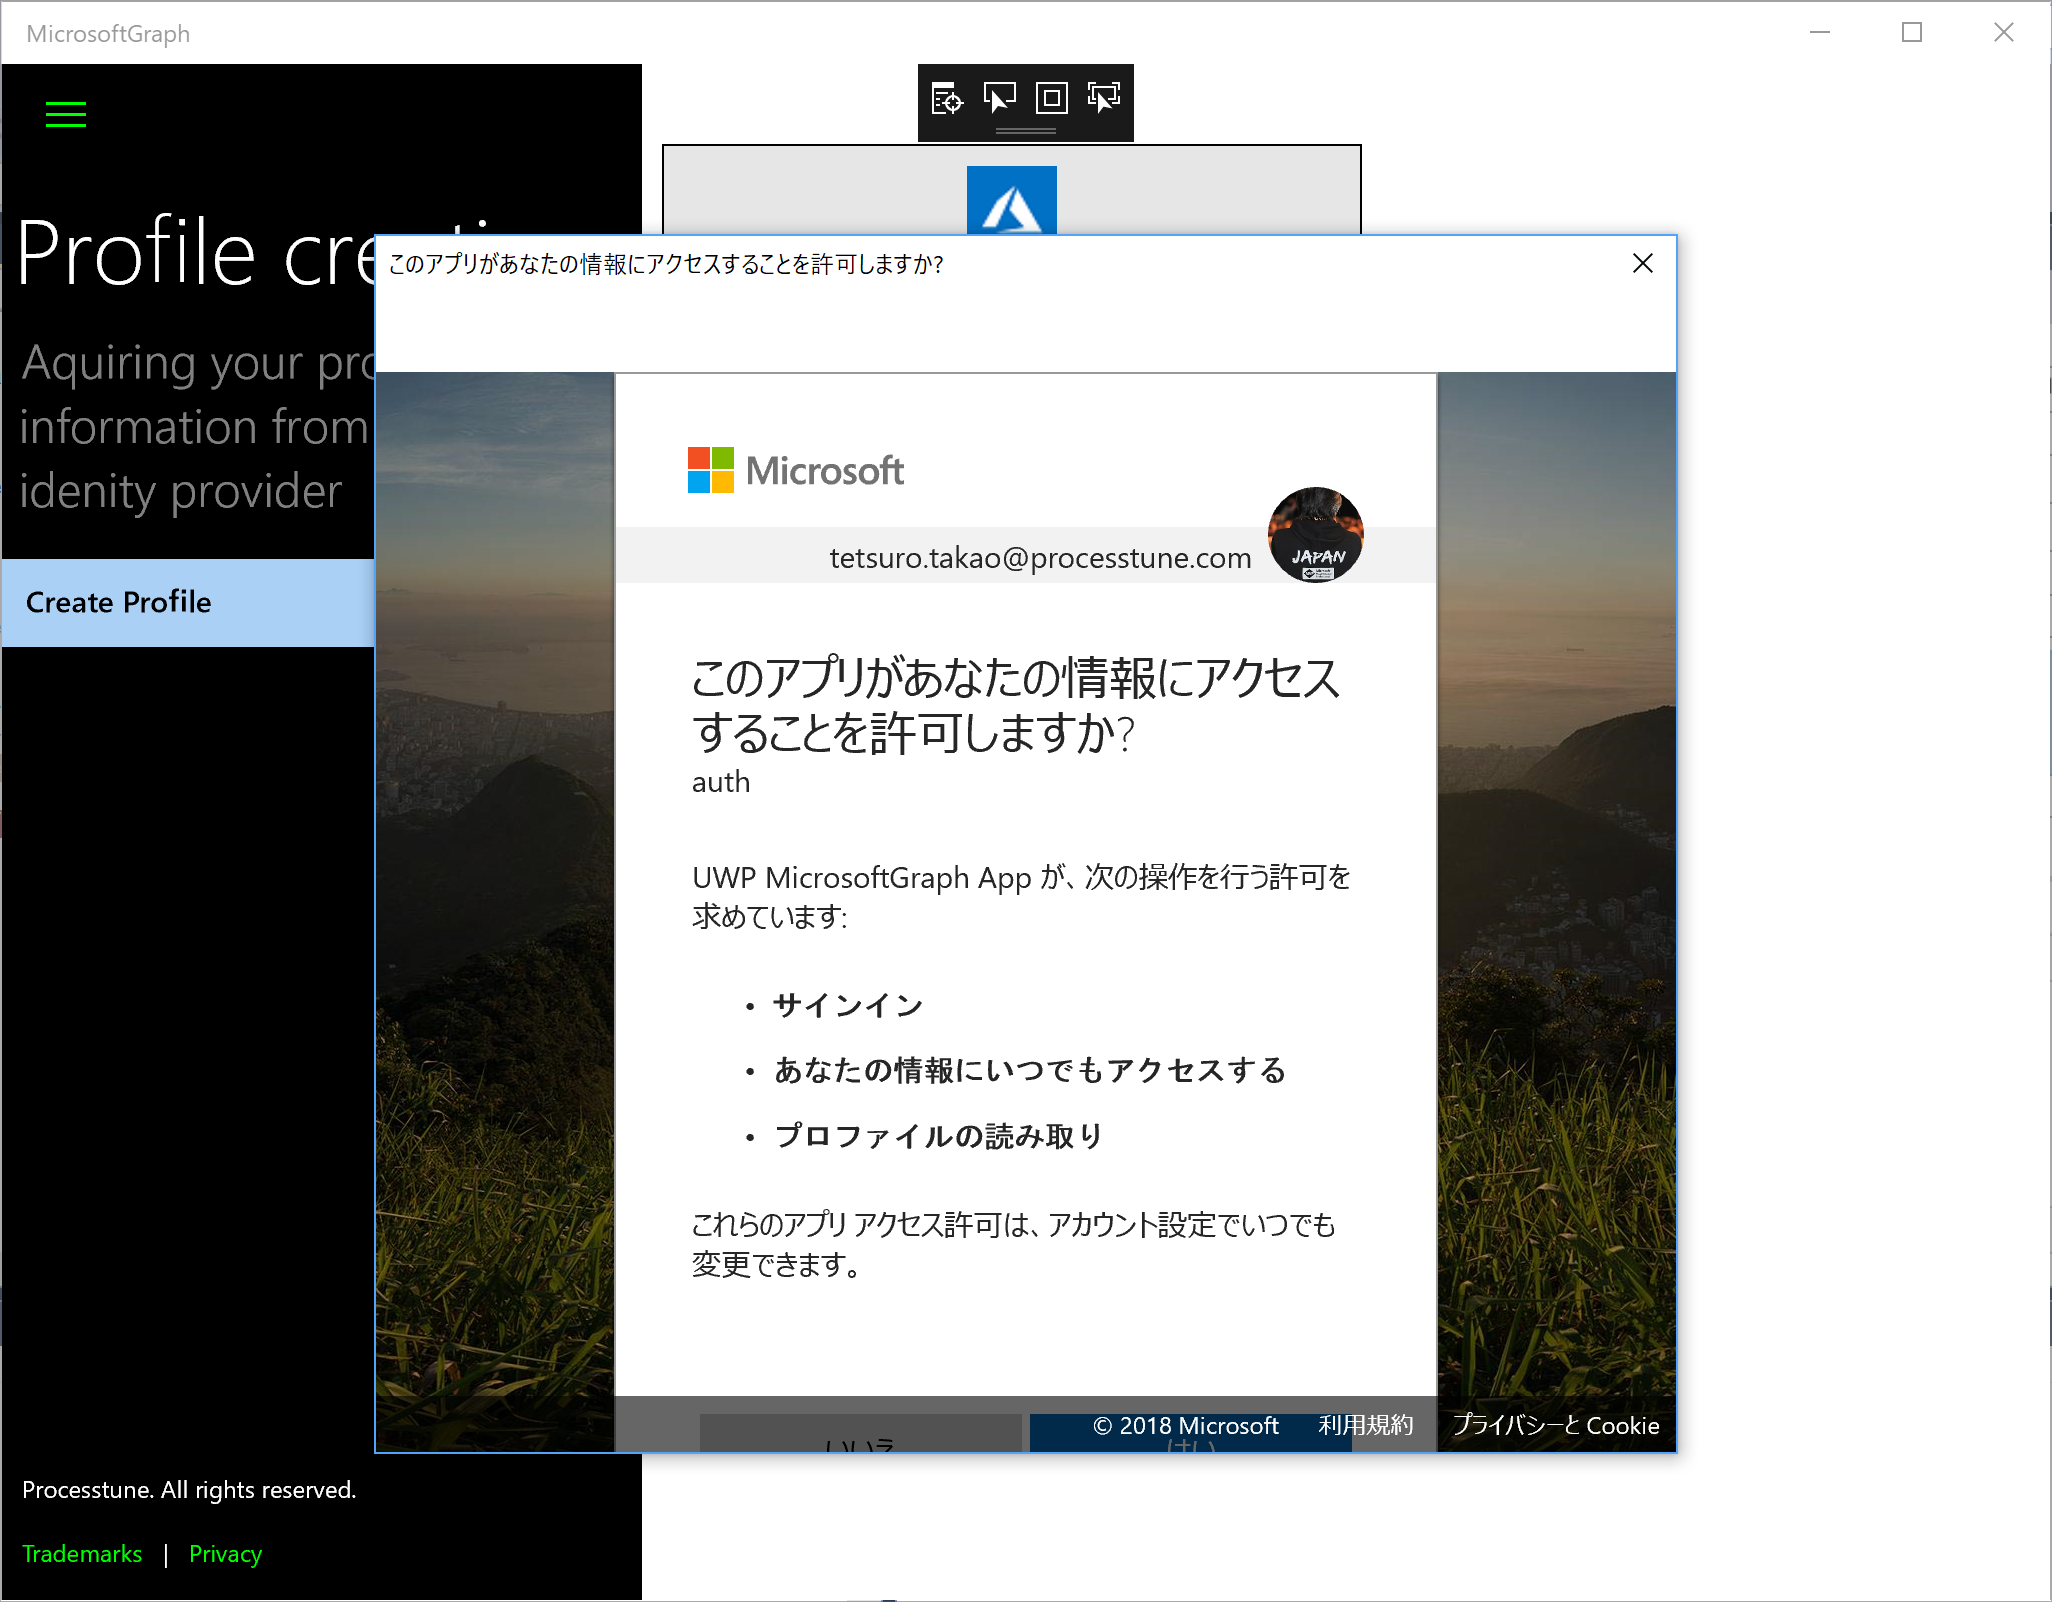 MicrosoftGraph
Profile
Aquiring your
information from
idenity provider
Create Profile
Processtune. All rights reserved.
Trademarks | Privacy
このアプリがあなたの情報にアクセスすることを許可しますか?
Microsoft
tetsuro.takao@processtune.com
JAPAN
このアプリがあなたの情報にアクセス
することを許可しますか?
auth
UWP MicrosoftGraph App が、次の操作を行う許可を
求めています:
• サインイン
• あなたの情報にいつでもアクセスする
• プロファイルの読み取り
これらのアプリ アクセス許可は、アカウント設定でいつでも
変更できます。
いいえ はい
© 2018 Microsoft 利用規約 プライバシーと Cookie